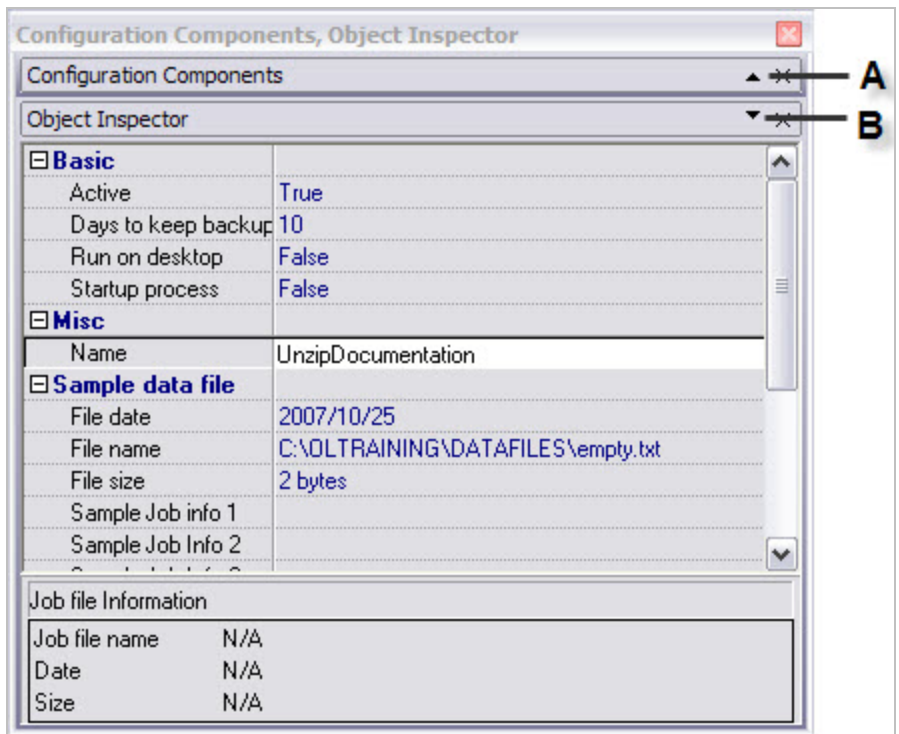 Configuration Components, Object Inspector
Configuration Components
A
Object Inspector
B
Basic
Active True
Days to keep backup 10
Run on desktop False
Startup process False
Misc
Name UnzipDocumentation
Sample data file
File date 2007/10/25
File name C:\OLTRAINING\DATAFILES\empty.txt
File size 2 bytes
Sample Job info 1
Sample Job Info 2
Job file Information
Job file name N/A
Date N/A
Size N/A